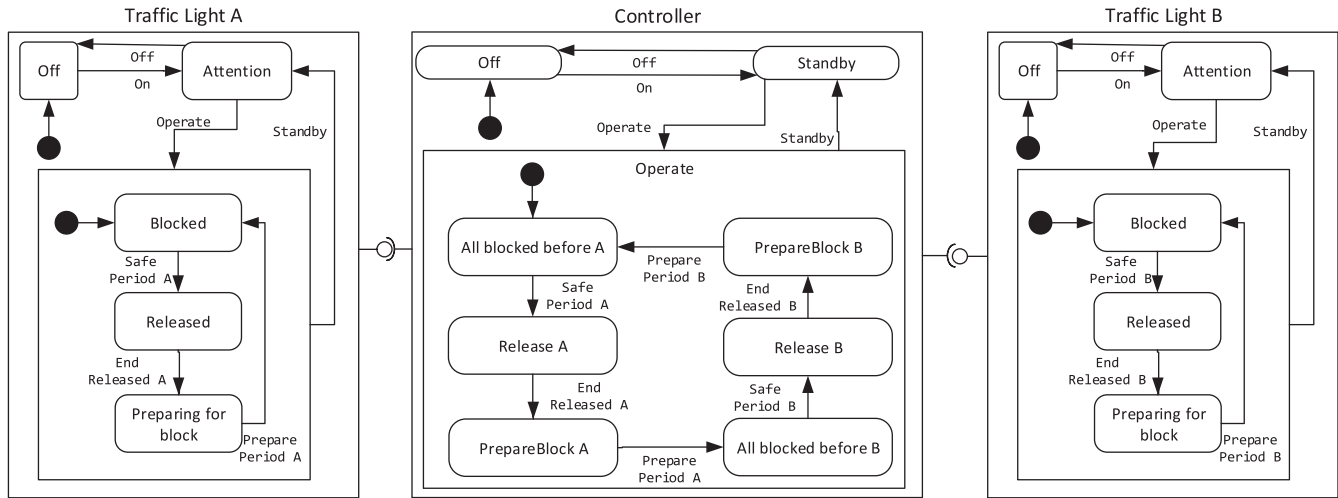 Traffic Light A
Off
Attention
Off
On
Operate
Standby
Blocked
Safe
Period A
Released
End
Released A
Preparing for
block
Prepare
Period A
Controller
Off
Standby
Off
On
Operate
Standby
Operate
All blocked before A
PrepareBlock B
Prepare
Period B
Safe
Period A
End
Released B
Release A
Release B
End
Released A
Safe
Period B
PrepareBlock A
All blocked before B
Prepare
Period A
Traffic Light B
Off
Attention
Off
On
Operate
Standby
Blocked
Safe
Period B
Released
End
Released B
Preparing for
block
Prepare
Period B